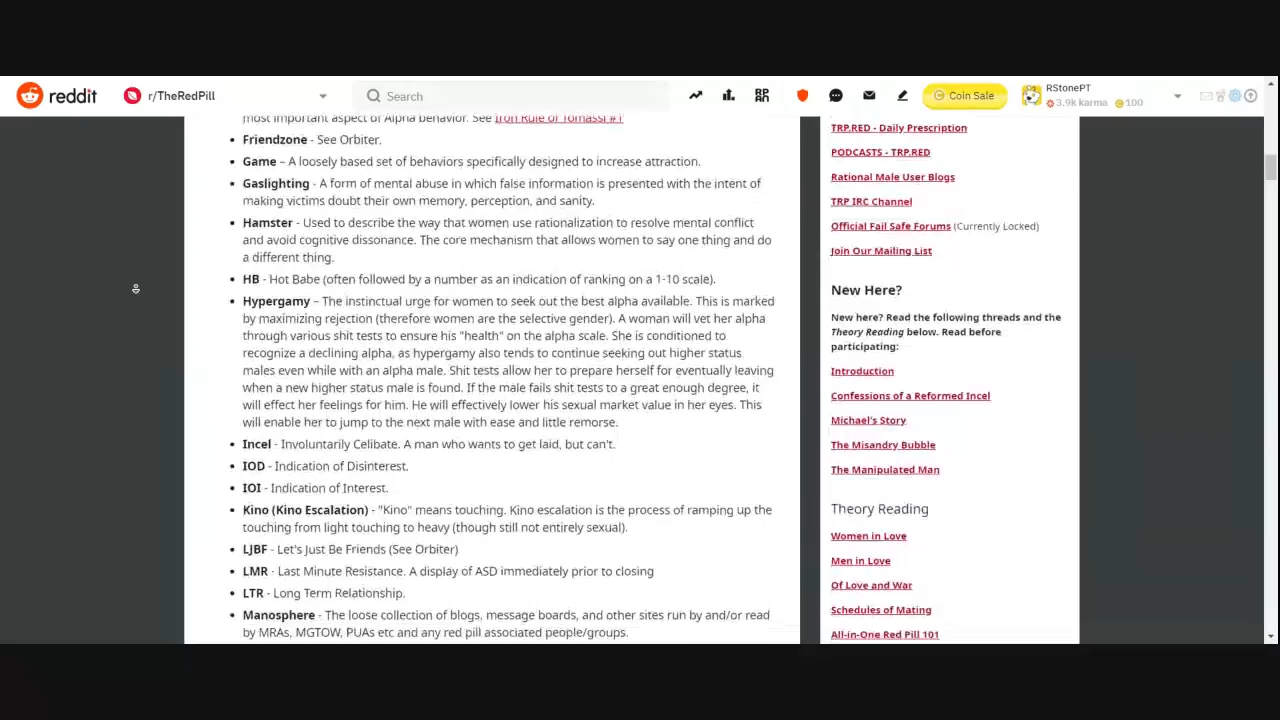 reddit
r/TheRedPill
Search
Coin Sale
RStonePT
3.9k karma
100
most important aspect of Alpha behavior. See Iron Rule of Tomassi #1
Friendzone - See Orbiter.
Game – A loosely based set of behaviors specifically designed to increase attraction.
Gaslighting - A form of mental abuse in which false information is presented with the intent of
making victims doubt their own memory, perception, and sanity.
Hamster - Used to describe the way that women use rationalization to resolve mental conflict
and avoid cognitive dissonance. The core mechanism that allows women to say one thing and do
a different thing.
HB - Hot Babe (often followed by a number as an indication of ranking on a 1-10 scale).
Hypergamy – The instinctual urge for women to seek out the best alpha available. This is marked
by maximizing rejection (therefore women are the selective gender). A woman will vet her alpha
through various shit tests to ensure his "health" on the alpha scale. She is conditioned to
recognize a declining alpha, as hypergamy also tends to continue seeking out higher status
males even while with an alpha male. Shit tests allow her to prepare herself for eventually leaving
when a new higher status male is found. If the male fails shit tests to a great enough degree, it
will effect her feelings for him. He will effectively lower his sexual market value in her eyes. This
will enable her to jump to the next male with ease and little remorse.
Incel - Involuntarily Celibate. A man who wants to get laid, but can't.
IOD - Indication of Disinterest.
IOI - Indication of Interest.
Kino (Kino Escalation) - "Kino" means touching. Kino escalation is the process of ramping up the
touching from light touching to heavy (though still not entirely sexual).
LJBF - Let's Just Be Friends (See Orbiter)
LMR - Last Minute Resistance. A display of ASD immediately prior to closing
LTR - Long Term Relationship.
Manosphere - The loose collection of blogs, message boards, and other sites run by and/or read
by MRAs, MGTOW, PUAs etc and any red pill associated people/groups.
TRP.RED - Daily Prescription
PODCASTS - TRP.RED
Rational Male User Blogs
TRP IRC Channel
Official Fail Safe Forums (Currently Locked)
Join Our Mailing List
New Here?
New here? Read the following threads and the
Theory Reading below. Read before
participating:
Introduction
Confessions of a Reformed Incel
Michael's Story
The Misandry Bubble
The Manipulated Man
Theory Reading
Women in Love
Men in Love
Of Love and War
Schedules of Mating
All-in-One Red Pill 101